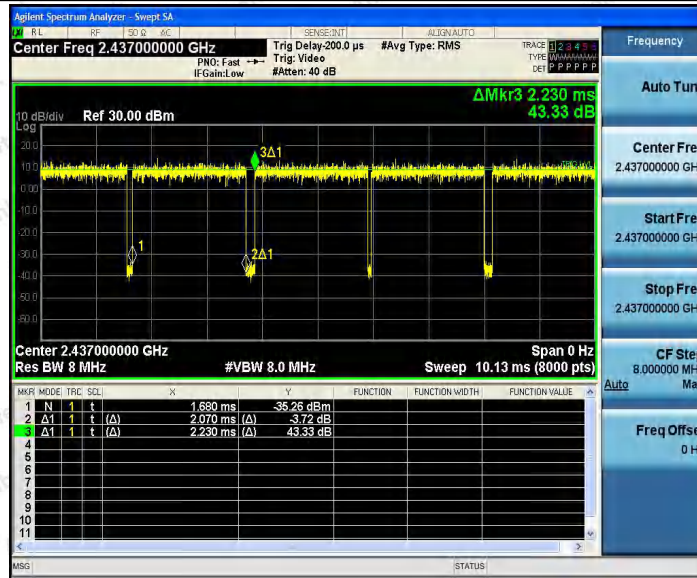 Agilent Spectrum Analyzer - Swept SA
RL RF 50 Ω AC SENSE:INT ALIGNAUTO
Center Freq 2.437000000 GHz
PNO: Fast
IFGain:Low
Trig Delay-200.0 µs
Trig: Video
#Atten: 40 dB
#Avg Type: RMS
TRACE 1 2 3 4 5 6
TYPE
DET P P P P P P
Frequency
ΔMkr3 2.230 ms
43.33 dB
10 dB/div Ref 30.00 dBm
Log
20.0
10.0
0.00
-10.0
-20.0
-30.0
-40.0
-50.0
-60.0
3Δ1
1
2Δ1
Center 2.437000000 GHz Span 0 Hz
Res BW 8 MHz #VBW 8.0 MHz Sweep 10.13 ms (8000 pts)
MKR MODE TRC SCL X Y FUNCTION FUNCTION WIDTH FUNCTION VALUE
1 N 1 t 1.680 ms -35.26 dBm
2 Δ1 1 t (Δ) 2.070 ms (Δ) -3.72 dB
3 Δ1 1 t (Δ) 2.230 ms (Δ) 43.33 dB
4
5
6
7
8
9
10
11
MSG STATUS
Auto Tun
Center Fre
2.437000000 GH
Start Fre
2.437000000 GH
Stop Fre
2.437000000 GH
CF Ste
8.000000 MH
Auto Ma
Freq Offse
0 H